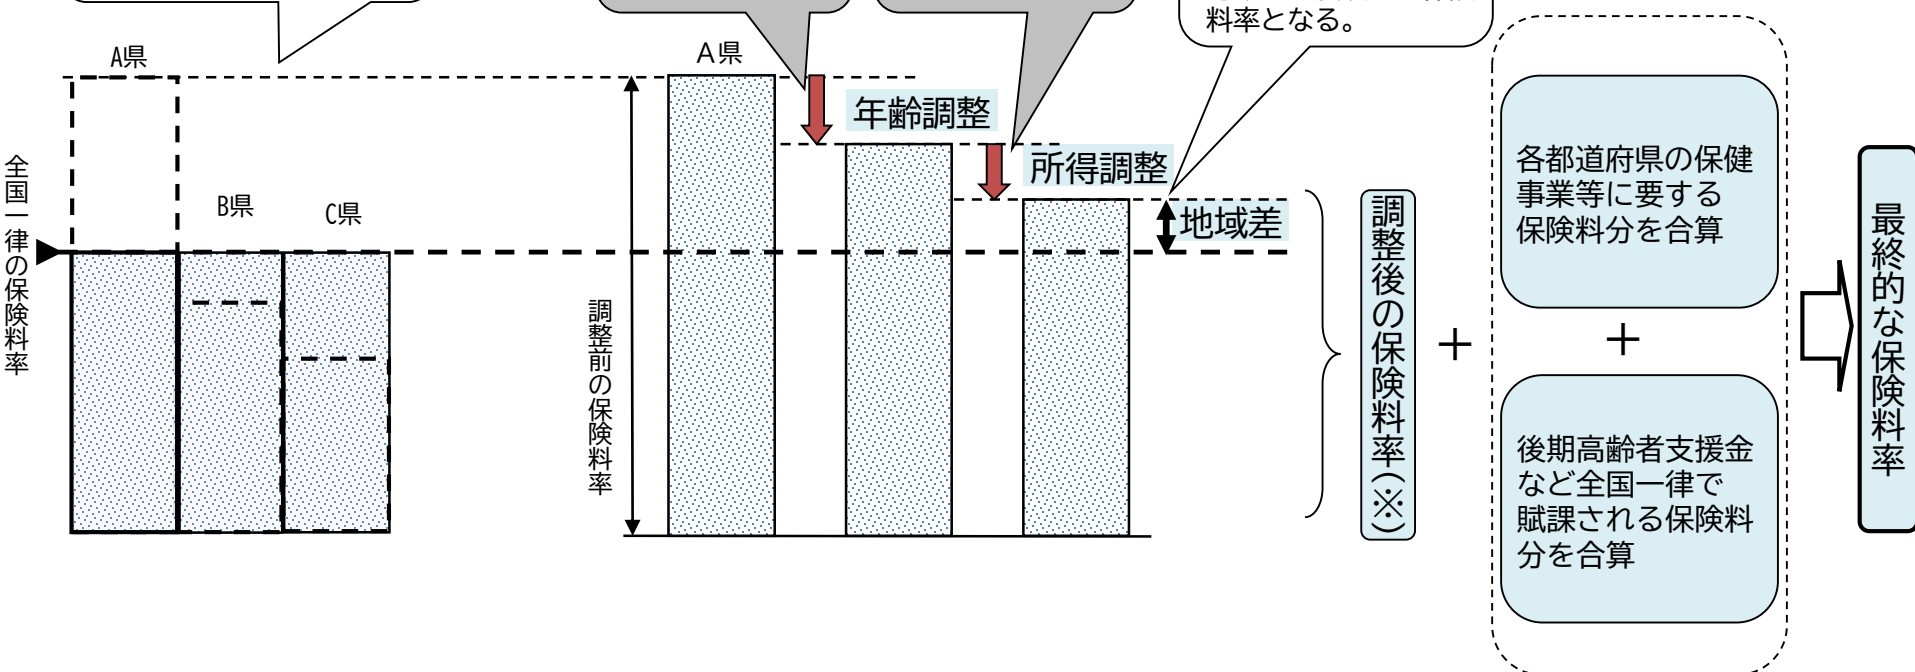 料率となる。
A県
B県
C県
全国一律の保険料率
A県
年齢調整
所得調整
地域差
調整前の保険料率
調整後の保険料率(※)
＋
各都道府県の保健
事業等に要する
保険料分を合算
＋
後期高齢者支援金
など全国一律で
賦課される保険料
分を合算
最終的な保険料率